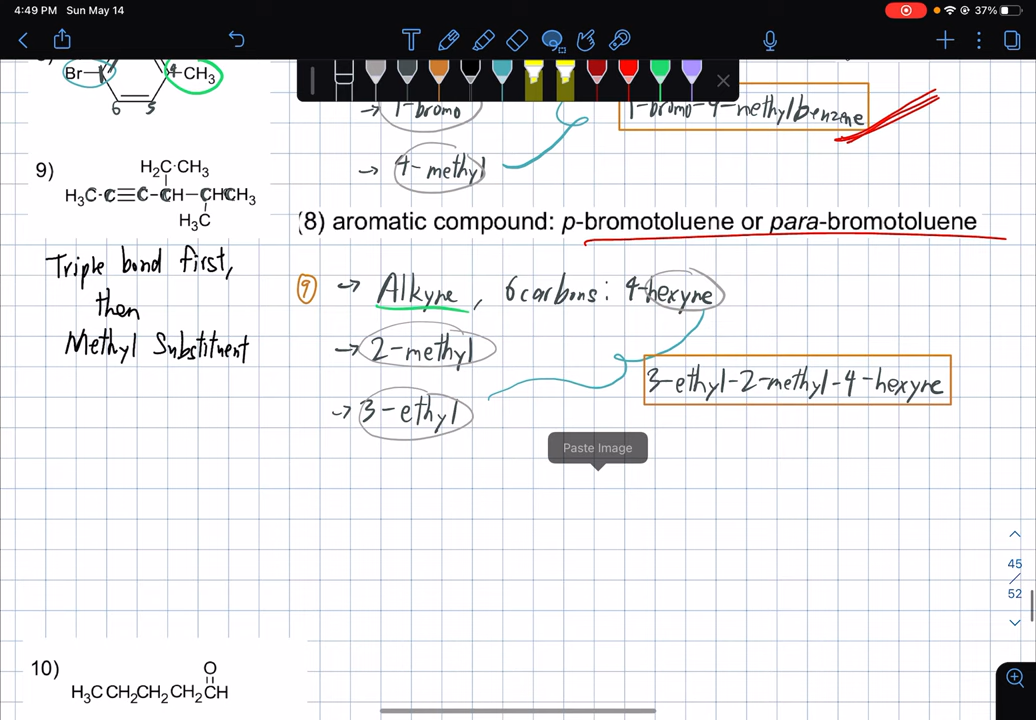 4:49 PM Sun May 14
37%
T
Br
CH₃
6
5
4
1-bromo
4-methyl
1-bromo-4-methylbenzene
9)
H₂C·CH₃
H₃C-C≡C-CH-CHCH₃
H₃C
Triple bond first,
then
Methyl Substituent
(8) aromatic compound: p-bromotoluene or para-bromotoluene
9 → Alkyne, 6 carbons: 4-hexyne
→ 2-methyl
→ 3-ethyl
3-ethyl-2-methyl-4-hexyne
Paste Image
45
52
10)
O
H₃C CH₂CH₂CH₂CH